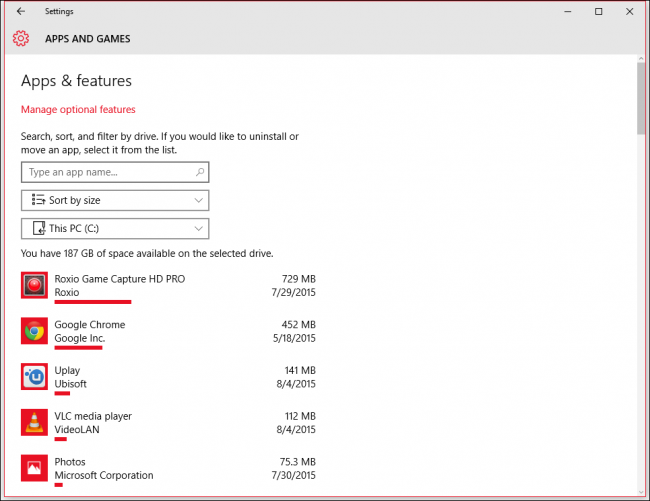 Settings
APPS AND GAMES
Apps & features
Manage optional features
Search, sort, and filter by drive. If you would like to uninstall or
move an app, select it from the list.
Type an app name...
Sort by size
This PC (C:)
You have 187 GB of space available on the selected drive.
Roxio Game Capture HD PRO 729 MB
Roxio 7/29/2015
Google Chrome 452 MB
Google Inc. 5/18/2015
Uplay 141 MB
Ubisoft 8/4/2015
VLC media player 112 MB
VideoLAN 8/4/2015
Photos 75.3 MB
Microsoft Corporation 7/30/2015